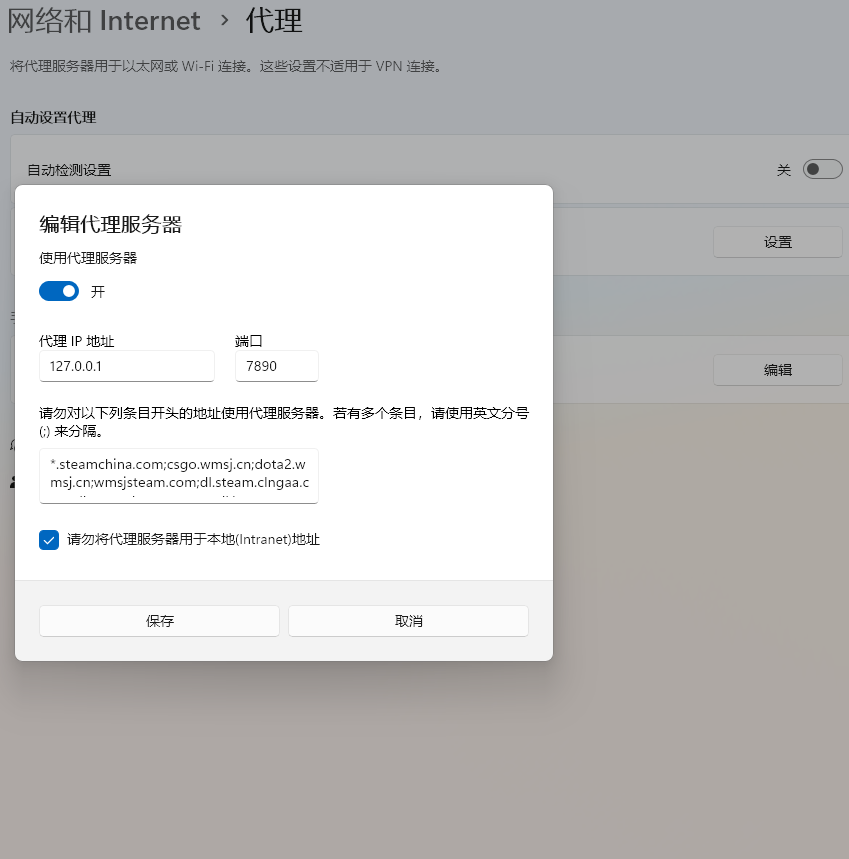 网络和 Internet › 代理
将代理服务器用于以太网或 Wi-Fi 连接。这些设置不适用于 VPN 连接。
自动设置代理
自动检测设置
关
设置
编辑
编辑代理服务器
使用代理服务器
开
代理 IP 地址
端口
127.0.0.1
7890
请勿对以下列条目开头的地址使用代理服务器。若有多个条目，请使用英文分号
(;) 来分隔。
*.steamchina.com;csgo.wmsj.cn;dota2.w
msj.cn;wmsjsteam.com;dl.steam.clngaa.c
请勿将代理服务器用于本地(Intranet)地址
保存
取消